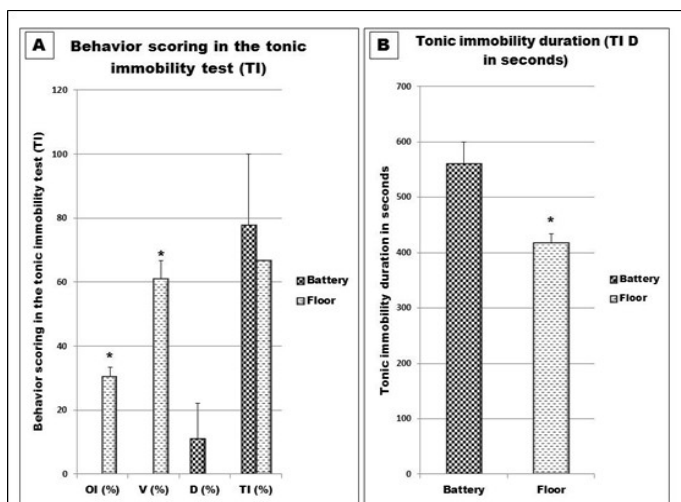 A
Behavior scoring in the tonic
immobility test (TI)
Behavior scoring in the tonic immobility test (TI)
120
100
80
60
40
20
0
*
*
OI (%)
V (%)
D (%)
TI (%)
Battery
Floor
B
Tonic immobility duration (TI D
in seconds)
Tonic immobility duration in seconds
700
600
500
400
300
200
100
0
*
Battery
Floor
Battery
Floor